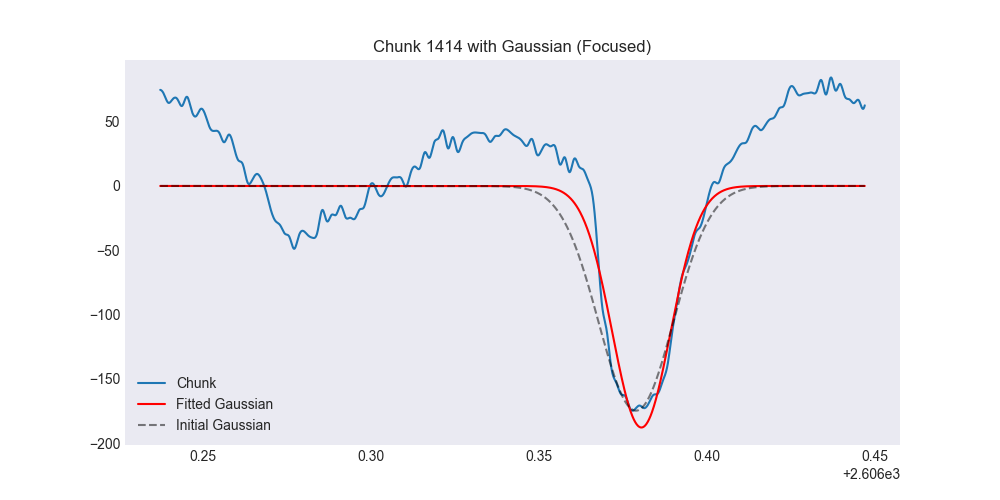 Chunk 1414 with Gaussian (Focused)
50
0
−50
−100
−150
−200
Chunk
Fitted Gaussian
Initial Gaussian
0.25 0.30 0.35 0.40 0.45
+2.606e3